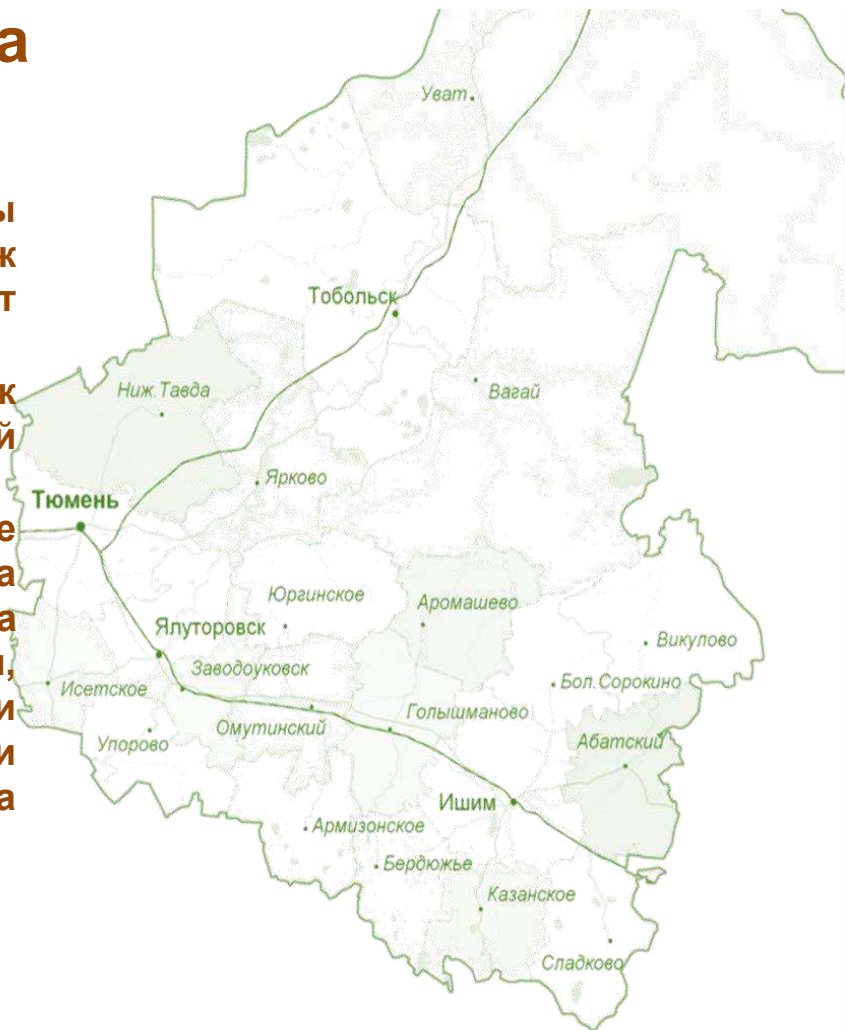 а
ы
ж
т
к
й
е
а
а
и
и
а
Уват
Тобольск
Ниж.Тавда
Вагай
Ярково
Тюмень
Юргинское
Аромашево
Ялуторовск
Викулово
Заводоуковск
Бол.Сорокино
Исетское
Голышманово
Омутинский
Абатский
Упорово
Ишим
Армизонское
Бердюжье
Казанское
Сладково